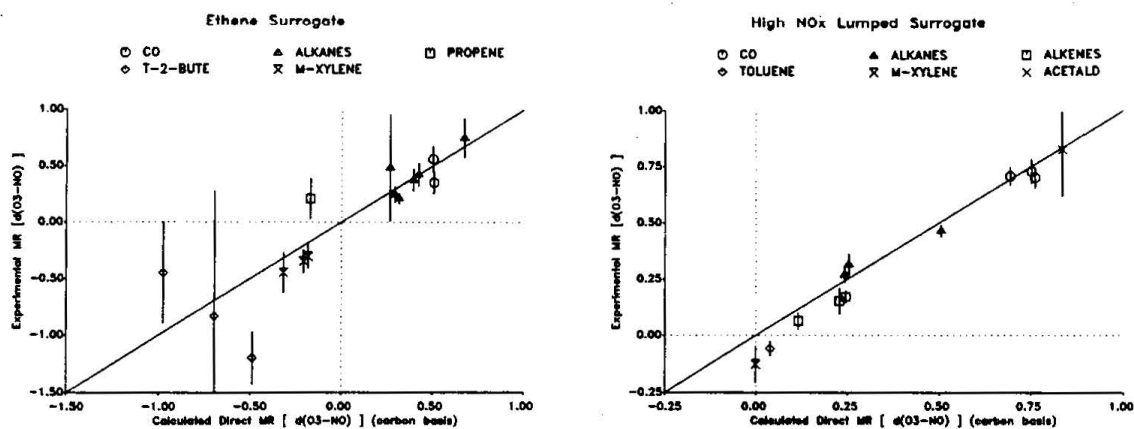 Ethene Surrogate
CO ALKANES PROPENE
T-2-BUTE M-XYLENE
Experimental MR [d(O3-NO) ]
1.00
0.50
0.00
-0.50
-1.00
-1.50
-1.50 -1.00 -0.50 0.00 0.50 1.00
Calculated Direct MR [ d(O3-NO) ] (carbon basis)
High NOx Lumped Surrogate
CO ALKANES ALKENES
TOLUENE M-XYLENE ACETALD
Experimental MR [ d(O3-NO) ]
1.00
0.75
0.50
0.25
0.00
-0.25
-0.25 0.00 0.25 0.50 0.75 1.00
Calculated Direct MR [ d(O3-NO) ] (carbon basis)